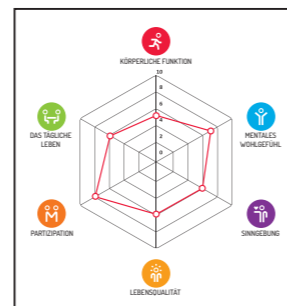 KÖRPERLICHE FUNKTION
10
8
6
4
2
0
DAS TÄGLICHE
LEBEN
MENTALES
WOHLGEFÜHL
PARTIZIPATION
SINNGEBUNG
LEBENSQUALITÄT